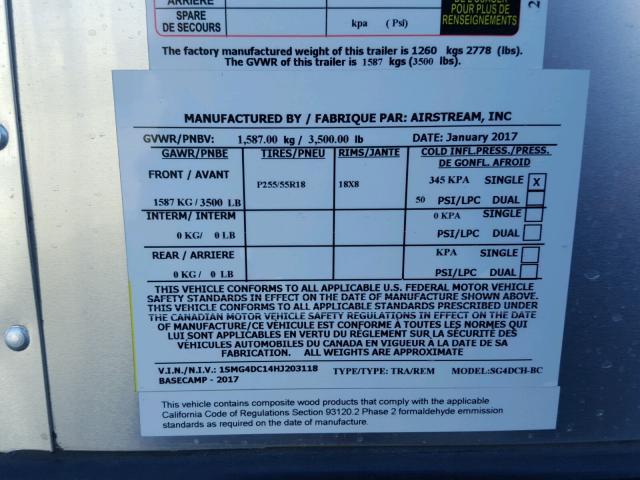 ARRIÈRE
SPARE
DE SECOURS
kpa ( Psi)
POUR PLUS DE
RENSEIGNEMENTS
2
The factory manufactured weight of this trailer is 1260 kgs 2778 (lbs).
The GVWR of this trailer is 1587 kgs (3500 lbs).
MANUFACTURED BY / FABRIQUE PAR: AIRSTREAM, INC
GVWR/PNBV: 1,587.00 kg / 3,500.00 lb DATE: January 2017
GAWR/PNBE TIRES/PNEU RIMS/JANTE COLD INFL.PRESS./PRESS.
DE GONFL. AFROID
FRONT / AVANT P255/55R18 18X8 345 KPA SINGLE X
1587 KG / 3500 LB 50 PSI/LPC DUAL
INTERM/ INTERM 0 KPA SINGLE
0 KG/ 0 LB PSI/LPC DUAL
REAR / ARRIERE KPA SINGLE
0 KG / 0 LB PSI/LPC DUAL
THIS VEHICLE CONFORMS TO ALL APPLICABLE U.S. FEDERAL MOTOR VEHICLE
SAFETY STANDARDS IN EFFECT ON THE DATE OF MANUFACTURE SHOWN ABOVE.
THIS VEHICLE CONFORMS TO ALL APPLICABLE STANDARDS PRESCRIBED UNDER
THE CANADIAN MOTOR VEHICLE SAFETY REGULATIONS IN EFFECT ON THE DATE
OF MANUFACTURE/CE VÉHICULE EST CONFORME À TOUTES LES NORMES QUI
LUI SONT APPLICABLES EN VERTU DU RÈGLEMENT SUR LA SÉCURITÉ DES
VÉHICULES AUTOMOBILES DU CANADA EN VIGUEUR À LA DATE DE SA
FABRICATION. ALL WEIGHTS ARE APPROXIMATE
V.I.N./N.I.V.: 1SMG4DC14HJ203118 TYPE/TYPE: TRA/REM MODEL:SG4DCH-BC
BASECAMP - 2017
This vehicle contains composite wood products that comply with the applicable
California Code of Regulations Section 93120.2 Phase 2 formaldehyde emmission
standards as required on the date of manufacture.